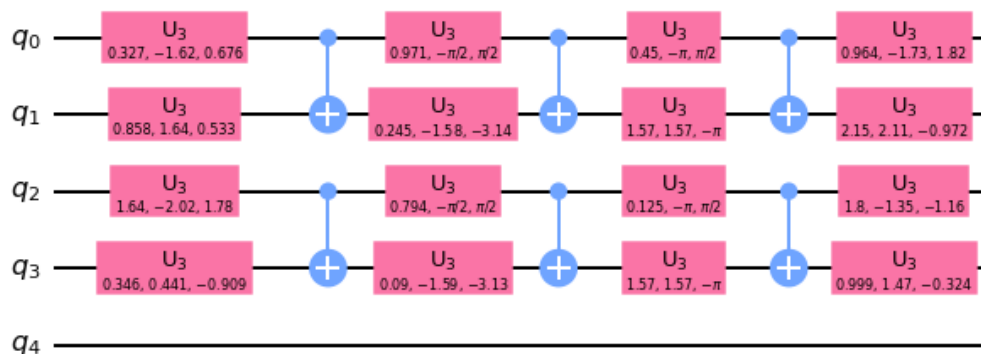 q0 U3 U3 U3 U3
0.327, −1.62, 0.676 0.971, −π/2, π/2 0.45, −π, π/2 0.964, −1.73, 1.82
q1 U3 U3 U3 U3
0.858, 1.64, 0.533 0.245, −1.58, −3.14 1.57, 1.57, −π 2.15, 2.11, −0.972
q2 U3 U3 U3 U3
1.64, −2.02, 1.78 0.794, −π/2, π/2 0.125, −π, π/2 1.8, −1.35, −1.16
q3 U3 U3 U3 U3
0.346, 0.441, −0.909 0.09, −1.59, −3.13 1.57, 1.57, −π 0.999, 1.47, −0.324
q4